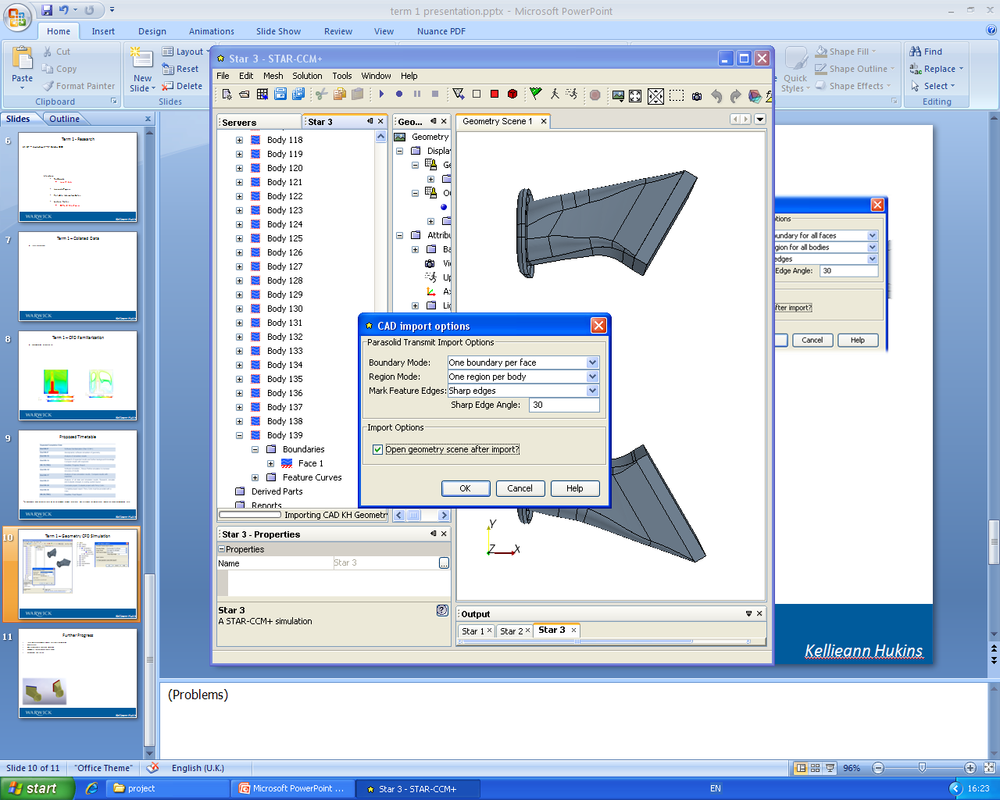 term 1 presentation.pptx - Microsoft PowerPoint
Home Insert Design Animations Slide Show Review View Nuance PDF
Paste
Cut
Copy
Format Painter
Clipboard
New Slide
Layout
Reset
Delete
Slides
Quick Styles
Shape Fill
Shape Outline
Shape Effects
Find
Replace
Select
Editing
Slides Outline
6
Term 1 - Research
WARWICK
7
Term 1 – Collated Data
WARWICK
8
Term 1 – CFD Familiarization
WARWICK
9
Proposed Timetable
WARWICK
10
Term 1 – Geometry CFD Simulation
WARWICK
11
Further Progress
WARWICK
Star 3 - STAR-CCM+
File Edit Mesh Solution Tools Window Help
Servers
Star 3
Body 118
Body 119
Body 120
Body 121
Body 122
Body 123
Body 124
Body 125
Body 126
Body 127
Body 128
Body 129
Body 130
Body 131
Body 132
Body 133
Body 134
Body 135
Body 136
Body 137
Body 138
Body 139
Boundaries
Face 1
Feature Curves
Derived Parts
Reports
Importing CAD KH Geometr
Geo...
Geometry
Displa
Ge
O
Attribu
Ba
Vi
Up
Ax
Lig
Geometry Scene 1
Y
Z X
CAD import options
Parasolid Transmit Import Options
Boundary Mode: One boundary per face
Region Mode: One region per body
Mark Feature Edges: Sharp edges
Sharp Edge Angle: 30
Import Options
Open geometry scene after import?
OK Cancel Help
Star 3 - Properties
Properties
Name Star 3
...
Star 3
A STAR-CCM+ simulation
Output
Star 1 Star 2 Star 3
tions
undary for all faces
gion for all bodies
edges
Edge Angle: 30
fter import?
Cancel Help
Kellieann Hukins
(Problems)
Slide 10 of 11 "Office Theme" English (U.K.) 96%
start project Microsoft PowerPoint ... Star 3 - STAR-CCM+ EN 16:23